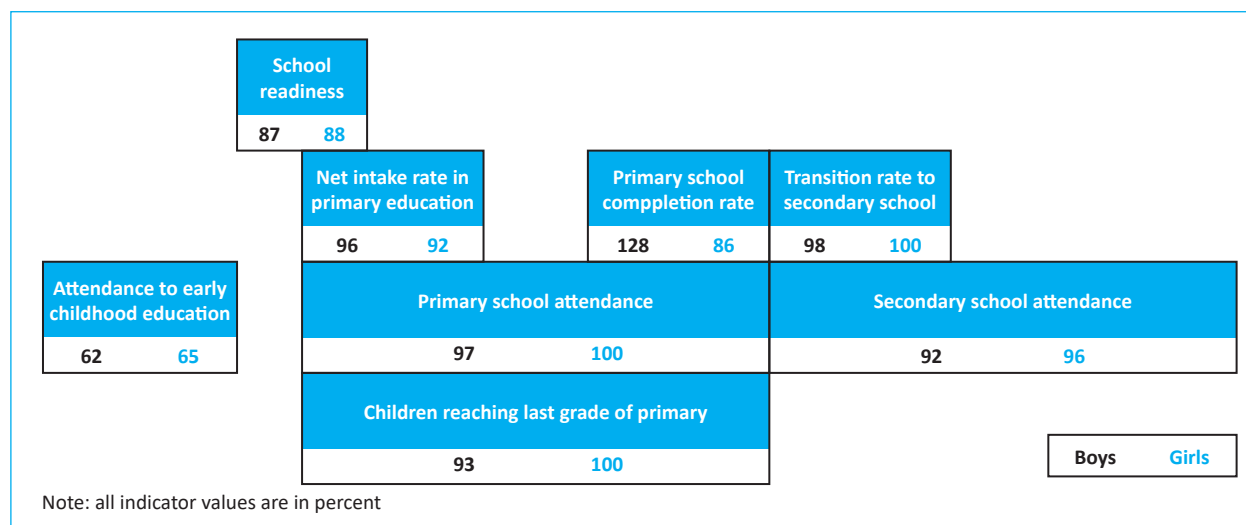 School
readiness
87 88
Net intake rate in
primary education
96 92
Primary school
comppletion rate
128 86
Transition rate to
secondary school
98 100
Attendance to early
childhood education
62 65
Primary school attendance
97 100
Secondary school attendance
92 96
Children reaching last grade of primary
93 100
Boys Girls
Note: all indicator values are in percent